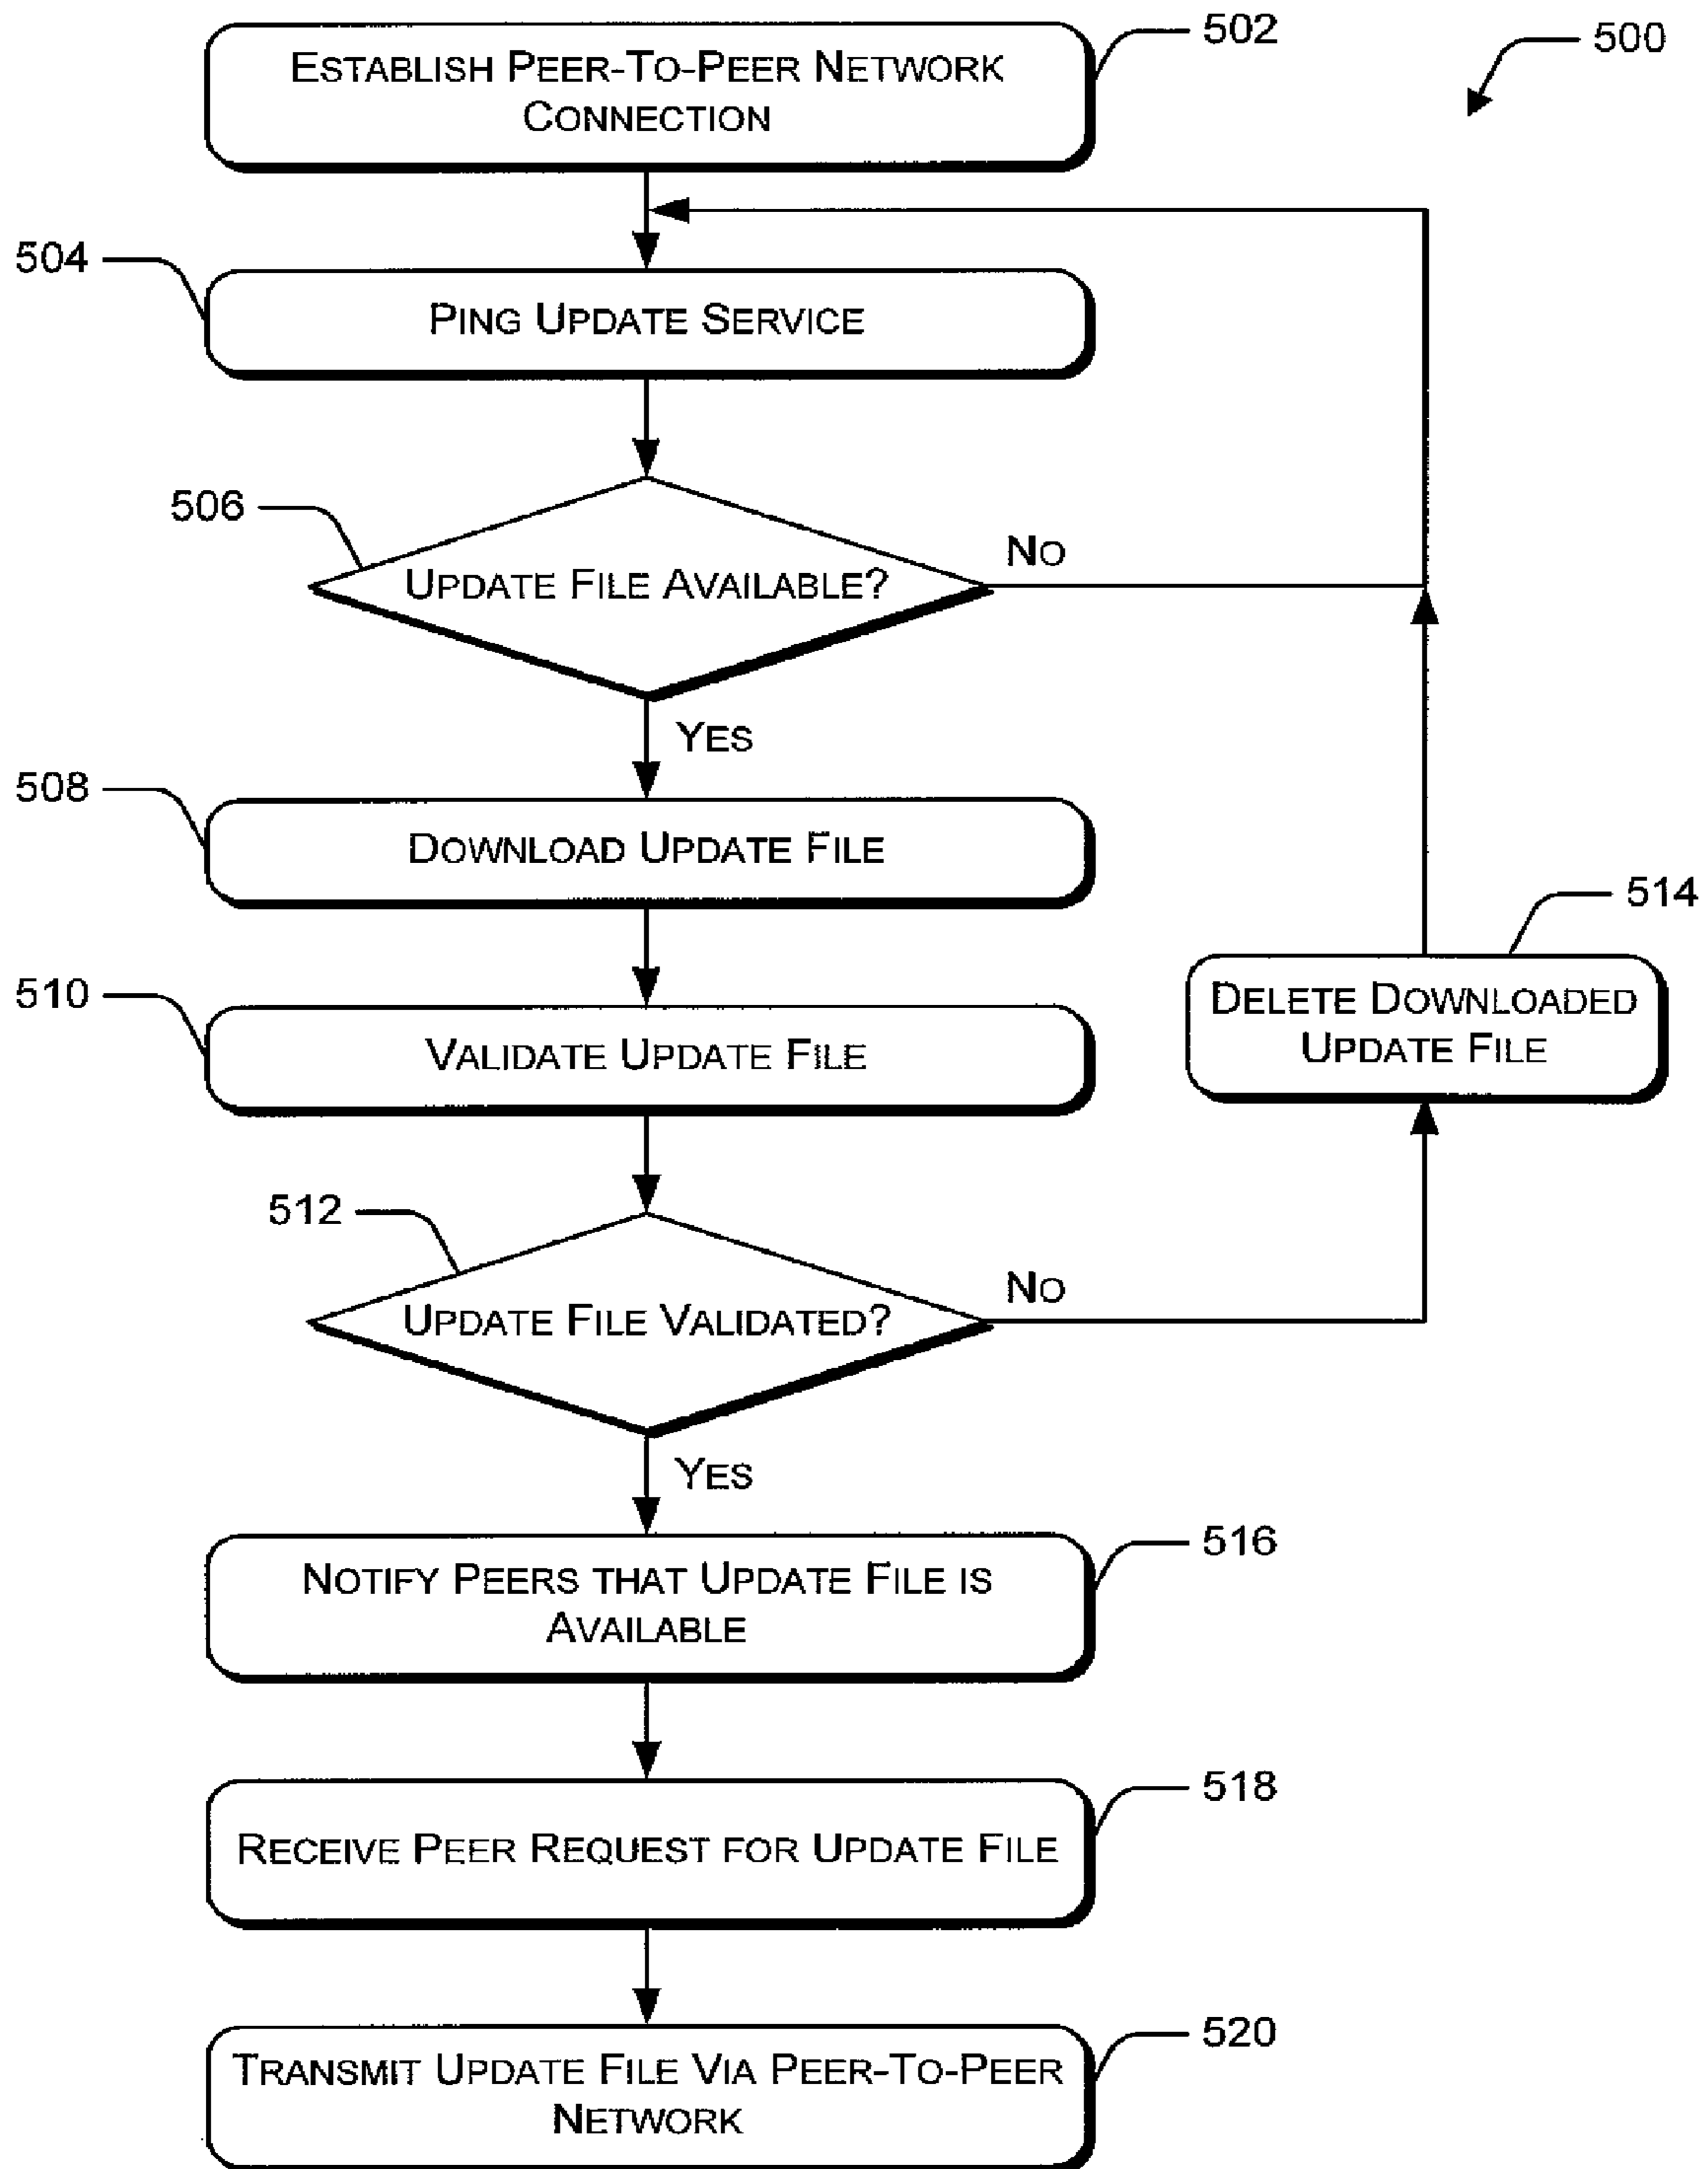 502
500
ESTABLISH PEER-TO-PEER NETWORK
CONNECTION
504
PING UPDATE SERVICE
506
UPDATE FILE AVAILABLE?
NO
YES
508
DOWNLOAD UPDATE FILE
514
510
VALIDATE UPDATE FILE
DELETE DOWNLOADED
UPDATE FILE
512
UPDATE FILE VALIDATED?
NO
YES
516
NOTIFY PEERS THAT UPDATE FILE IS
AVAILABLE
518
RECEIVE PEER REQUEST FOR UPDATE FILE
520
TRANSMIT UPDATE FILE VIA PEER-TO-PEER
NETWORK